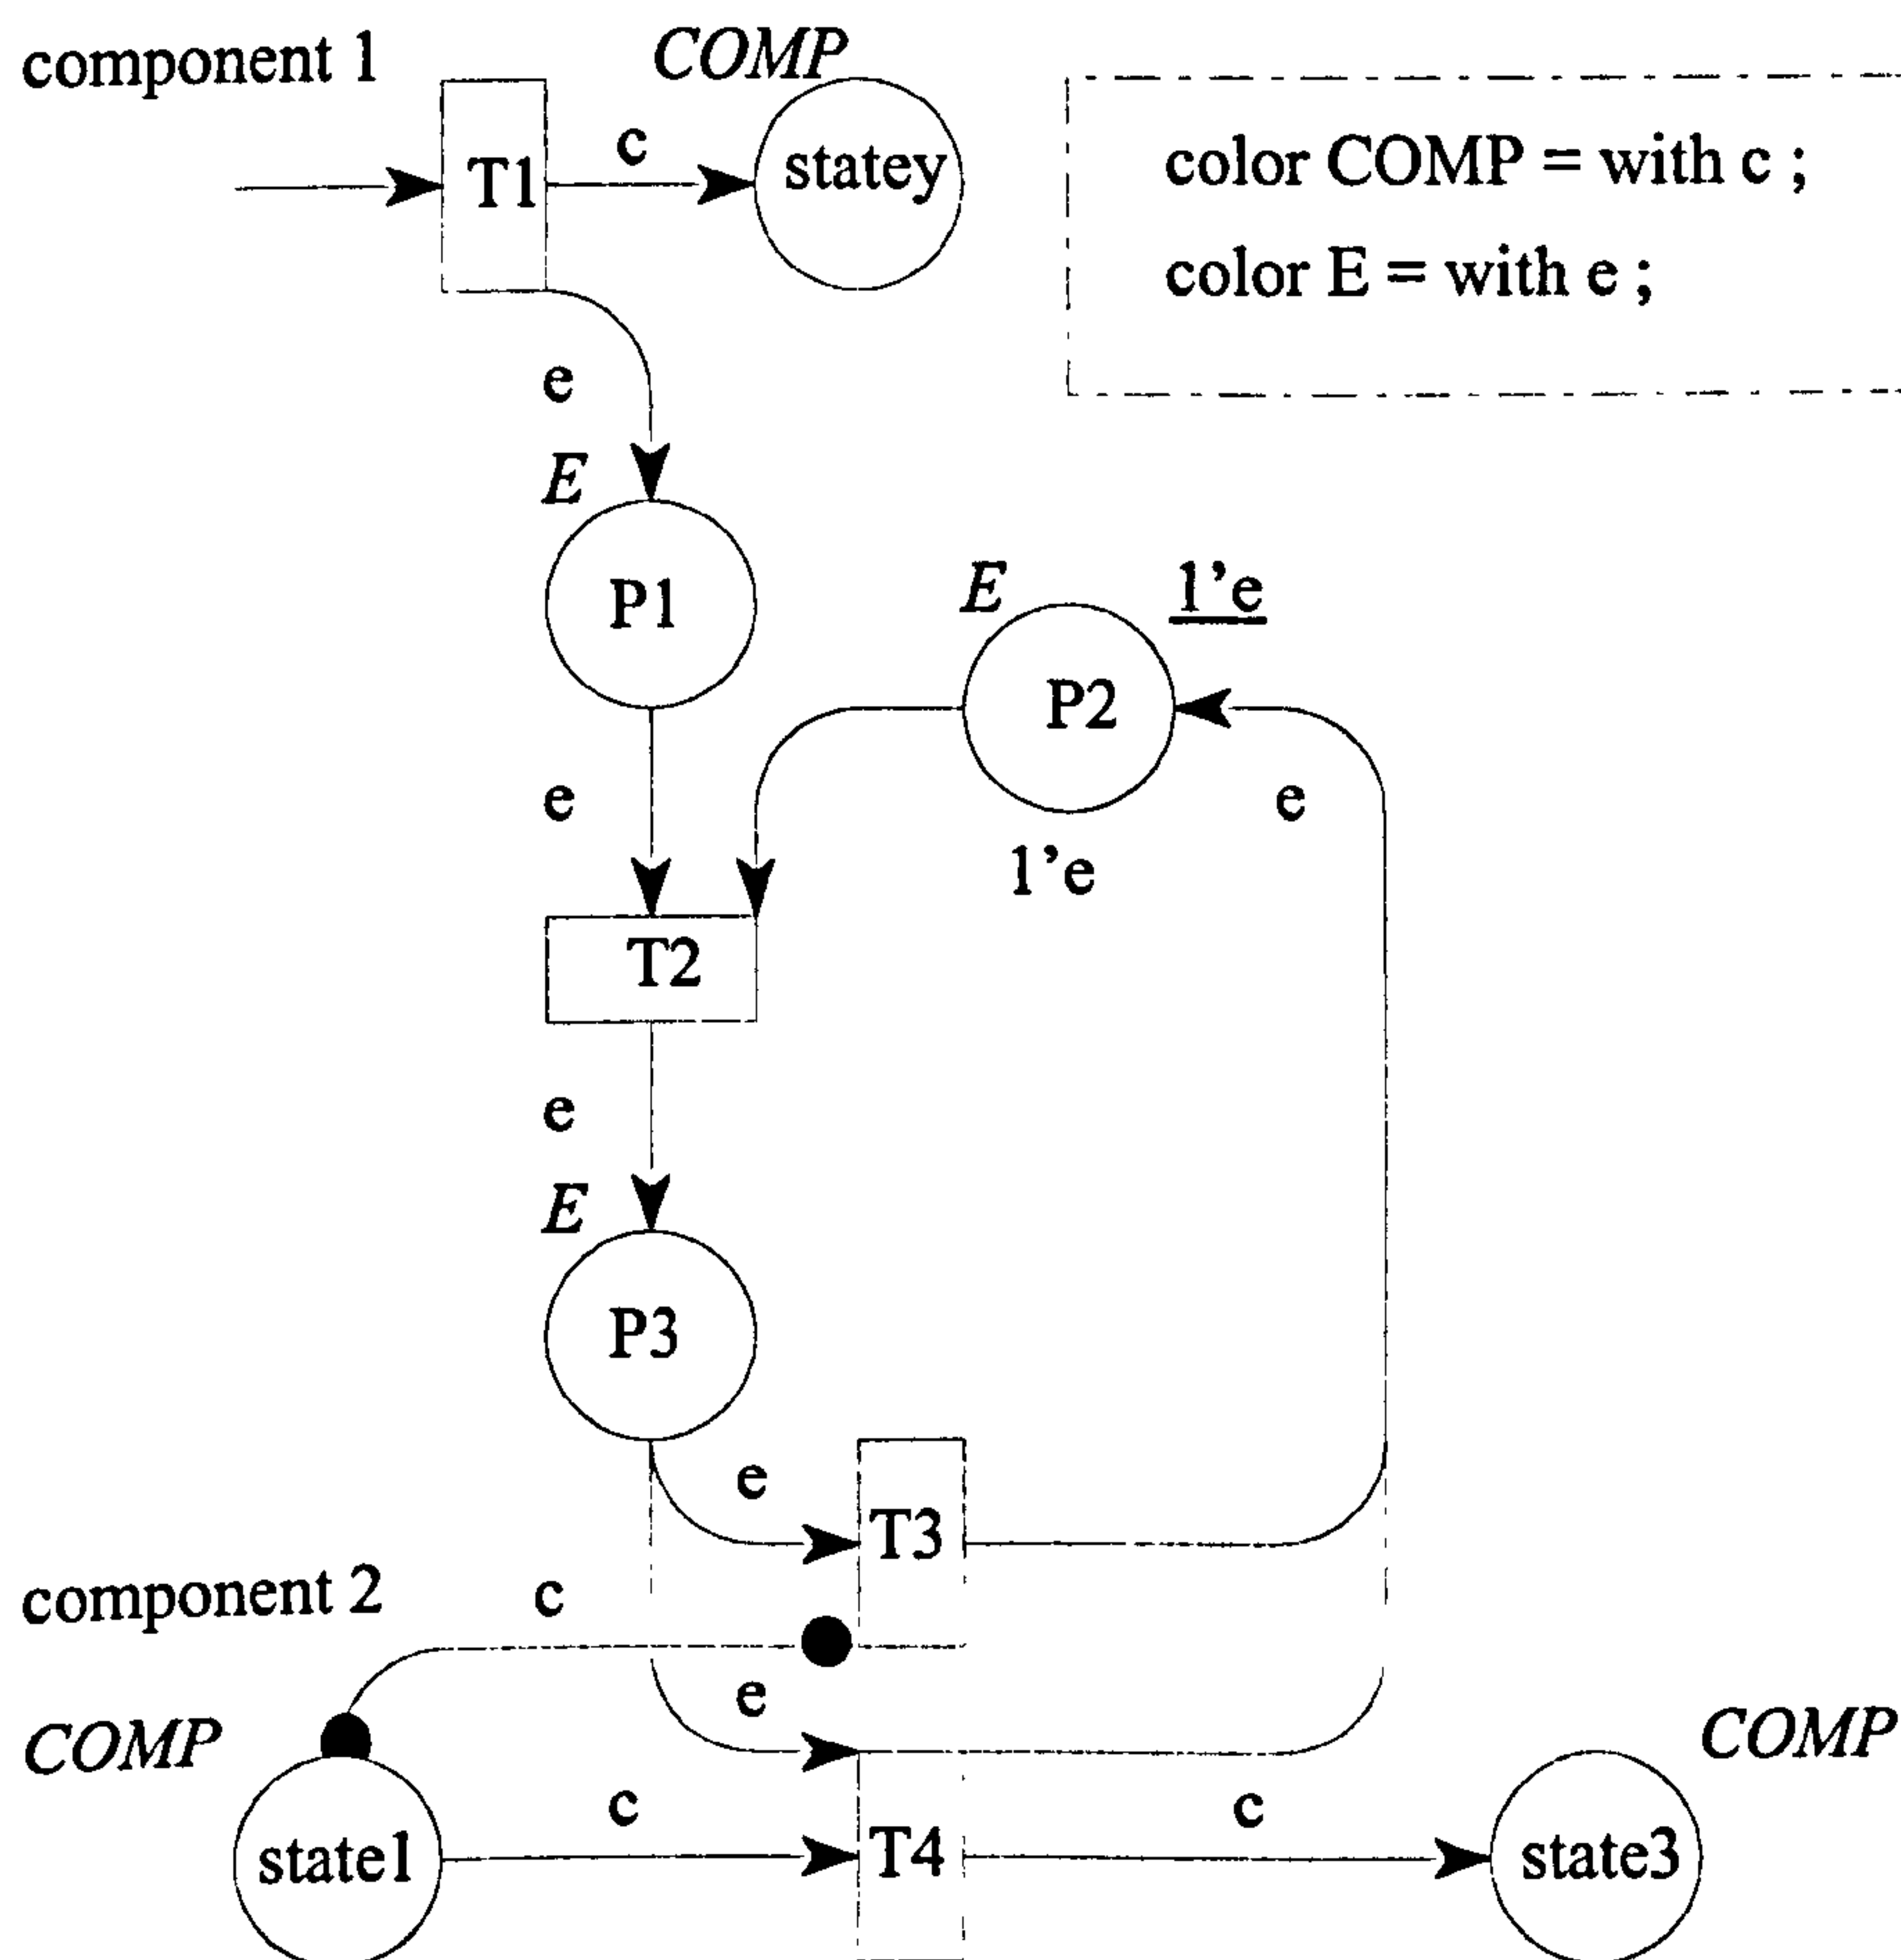 component 1
COMP
T1
c
statey
color COMP = with c ;
color E = with e ;
e
E
P1
E
1'e
P2
e
e
1'e
T2
e
E
P3
e
T3
component 2
c
e
COMP
COMP
state1
c
T4
c
state3